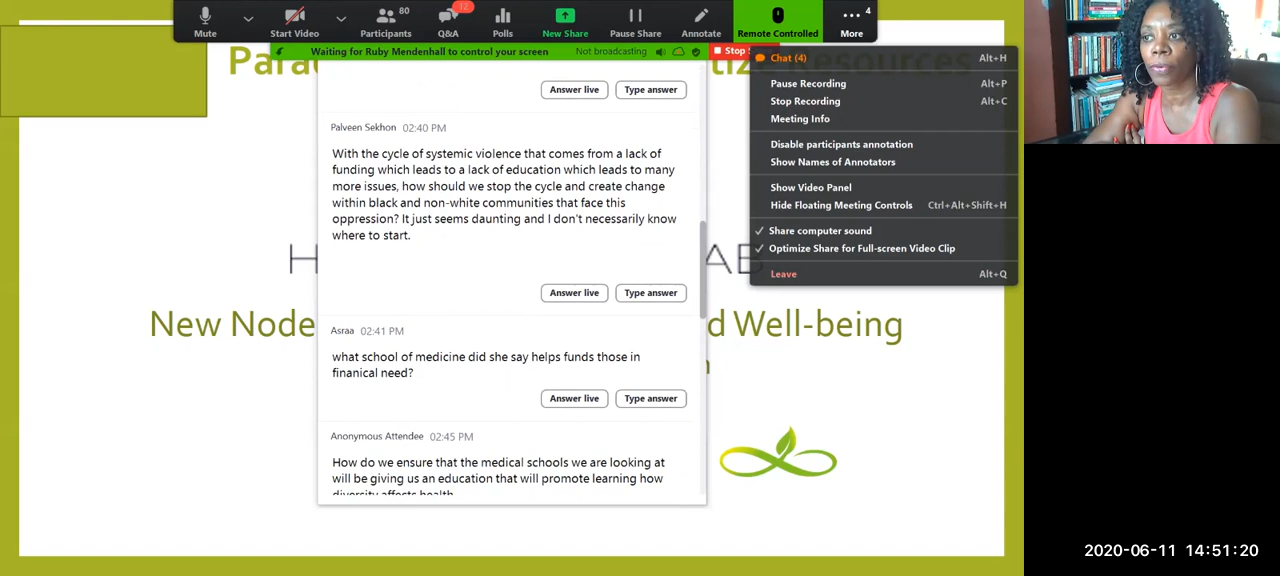 Mute
Start Video
Participants
80
Q&A
12
Polls
New Share
Pause Share
Annotate
Remote Controlled
More
4
Waiting for Ruby Mendenhall to control your screen
Not broadcasting
Stop S
Chat (4) Alt+H
Pause Recording Alt+P
Stop Recording Alt+C
Meeting Info
Disable participants annotation
Show Names of Annotators
Show Video Panel
Hide Floating Meeting Controls Ctrl+Alt+Shift+H
Share computer sound
Optimize Share for Full-screen Video Clip
Leave Alt+Q
Answer live Type answer
Palveen Sekhon 02:40 PM
With the cycle of systemic violence that comes from a lack of
funding which leads to a lack of education which leads to many
more issues, how should we stop the cycle and create change
within black and non-white communities that face this
oppression? It just seems daunting and I don't necessarily know
where to start.
Answer live Type answer
Asraa 02:41 PM
what school of medicine did she say helps funds those in
finanical need?
Answer live Type answer
Anonymous Attendee 02:45 PM
How do we ensure that the medical schools we are looking at
will be giving us an education that will promote learning how
diversity affects health
H AB
New Node d Well-being
2020-06-11 14:51:20